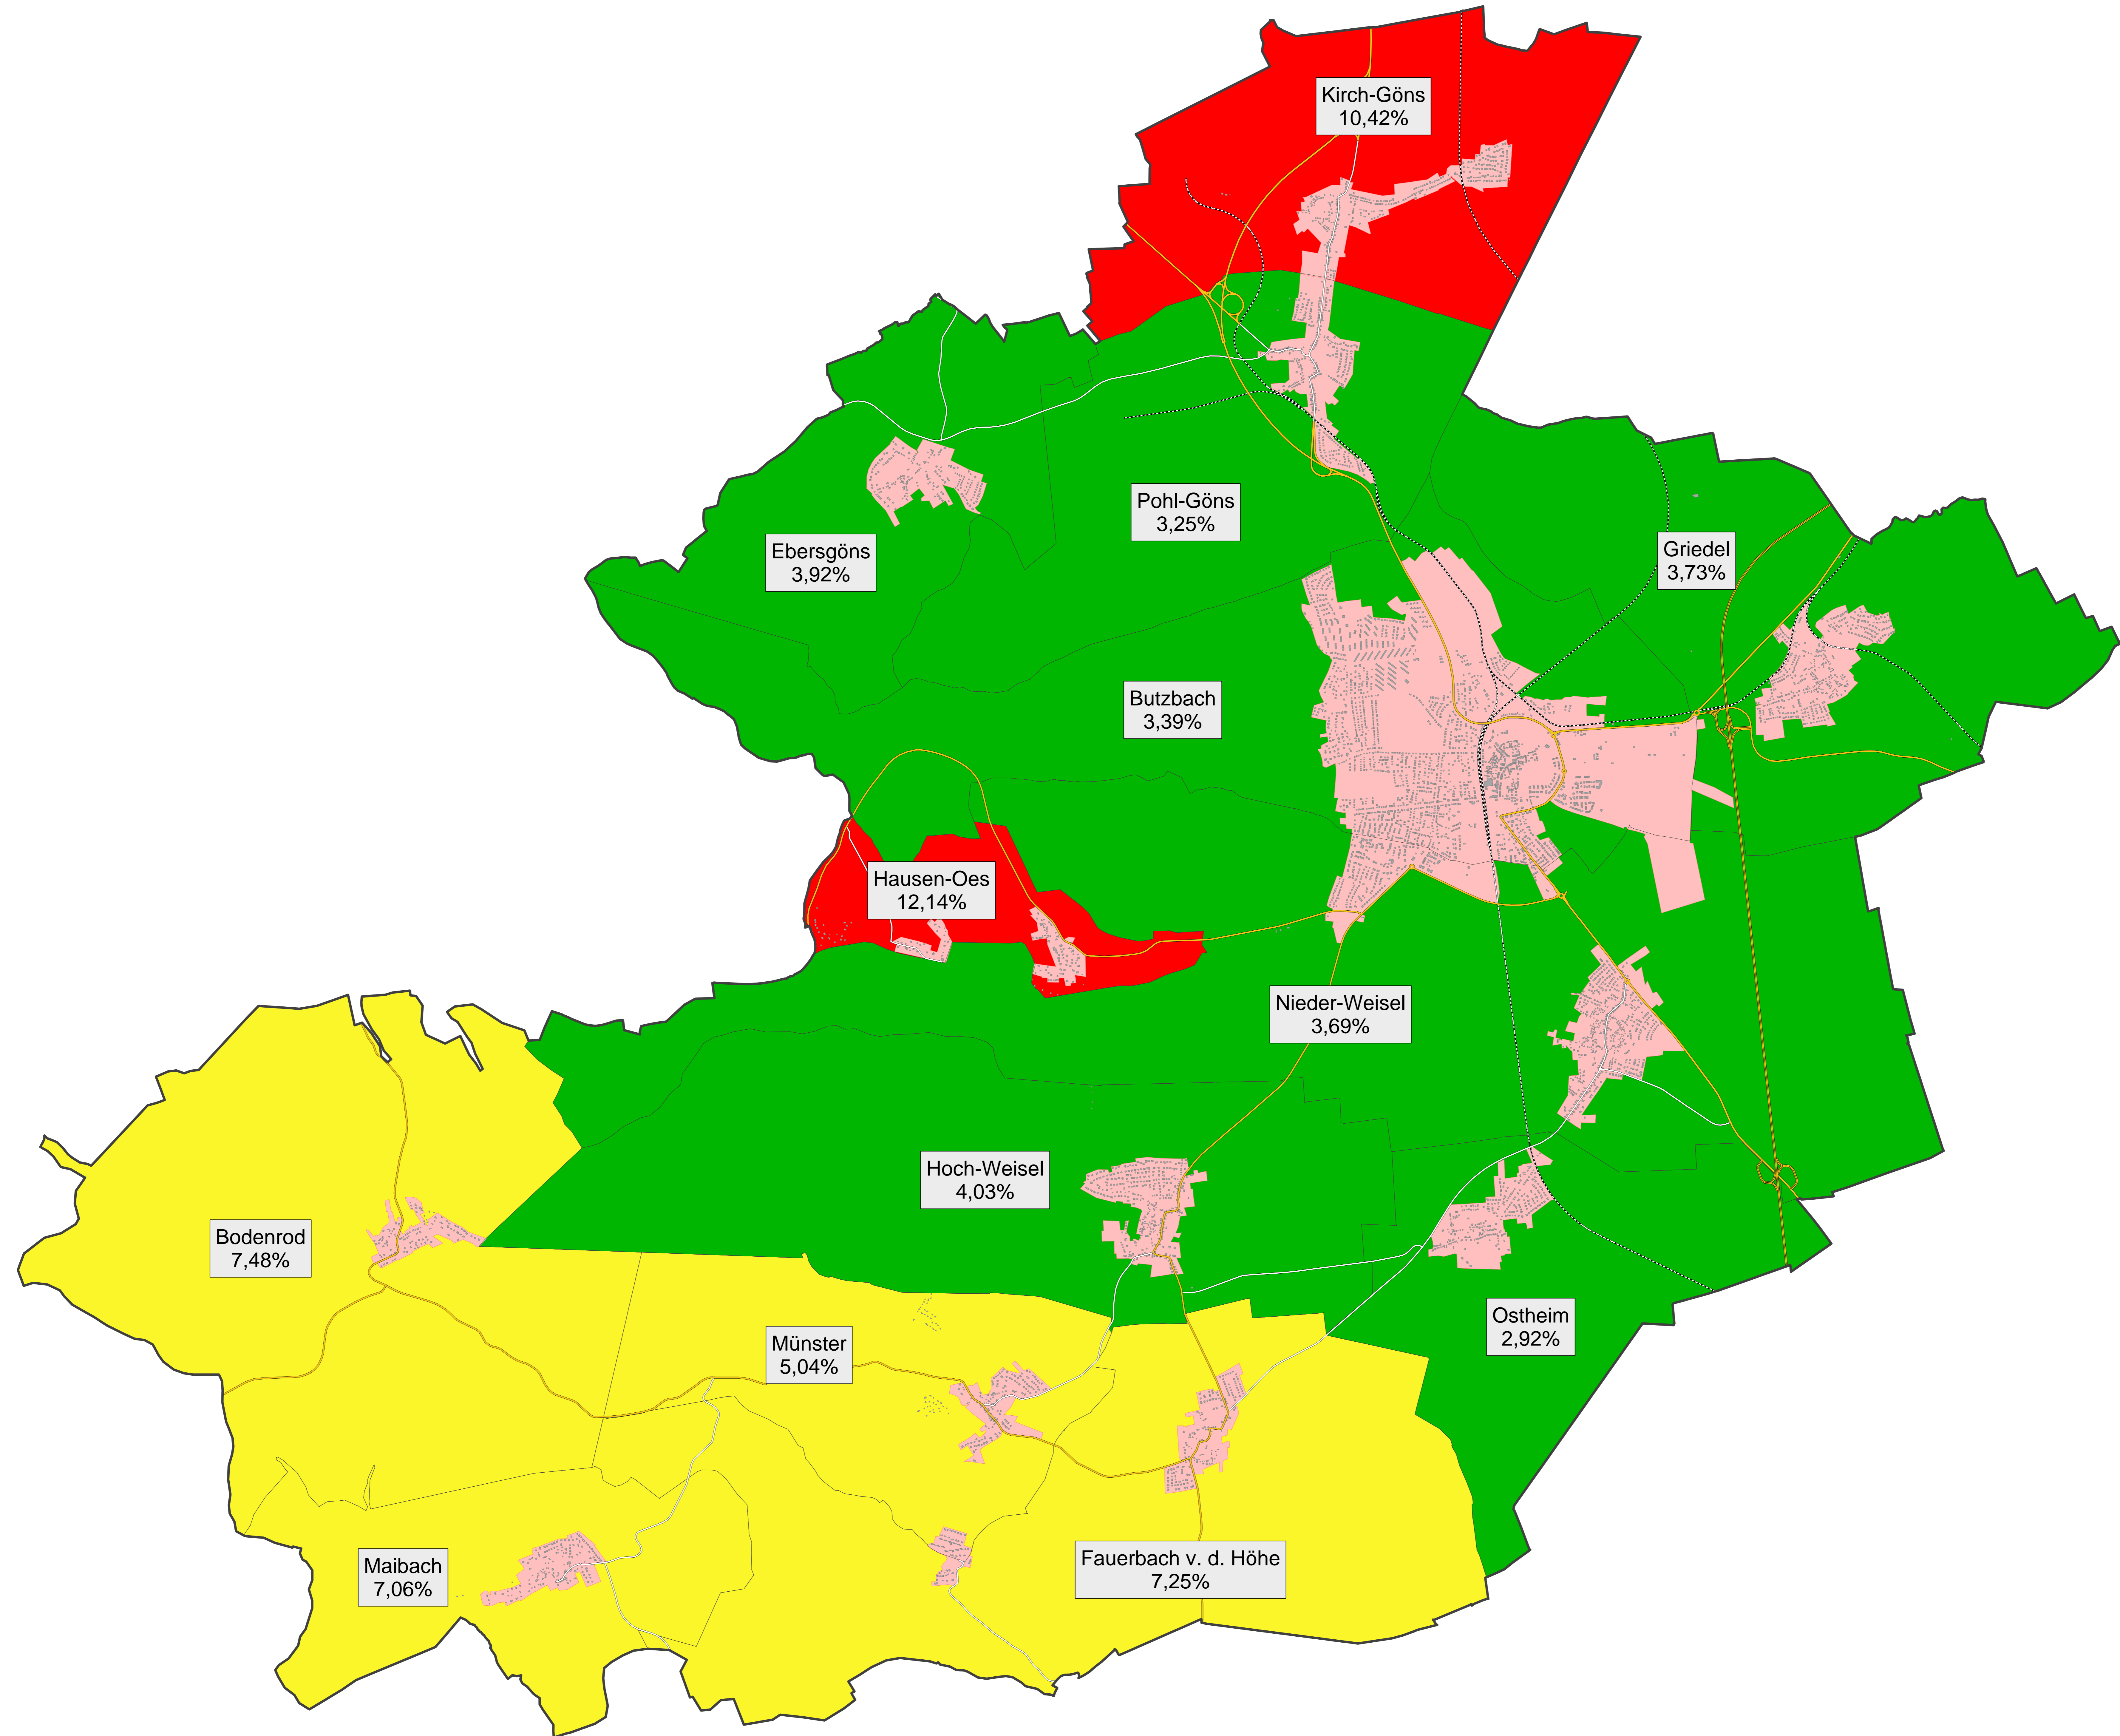 Kirch-Göns
10,42%
Pohl-Göns
3,25%
Ebersgöns
3,92%
Griedel
3,73%
Butzbach
3,39%
Hausen-Oes
12,14%
Nieder-Weisel
3,69%
Hoch-Weisel
4,03%
Bodenrod
7,48%
Ostheim
2,92%
Münster
5,04%
Fauerbach v. d. Höhe
7,25%
Maibach
7,06%